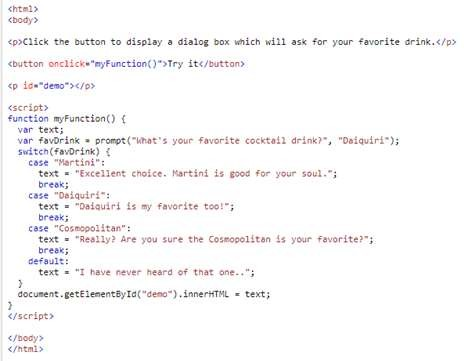 <html>
<body>
<p>Click the button to display a dialog box which will ask for your favorite drink.</p>
<button onclick="myFunction()">Try it</button>
<p id="demo"></p>
<script>
function myFunction() {
var text;
var favDrink = prompt("What's your favorite cocktail drink?", "Daiquiri");
switch(favDrink) {
case "Martini":
text = "Excellent choice. Martini is good for your soul.";
break;
case "Daiquiri":
text = "Daiquiri is my favorite too!";
break;
case "Cosmopolitan":
text = "Really? Are you sure the Cosmopolitan is your favorite?";
break;
default:
text = "I have never heard of that one..";
}
document.getElementById("demo").innerHTML = text;
}
</script>
</body>
</html>